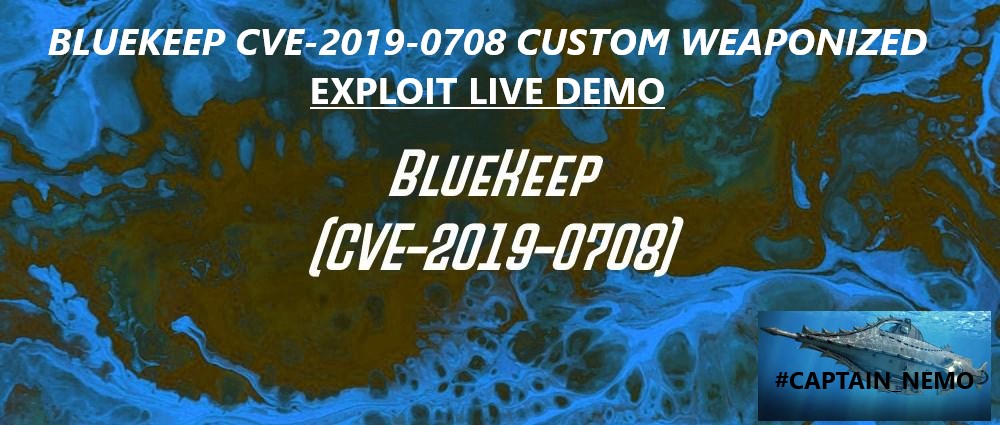 BLUEKEEP CVE-2019-0708 CUSTOM WEAPONIZED
EXPLOIT LIVE DEMO
BLUEKEEP
(CVE-2019-0708)
#CAPTAIN_NEMO